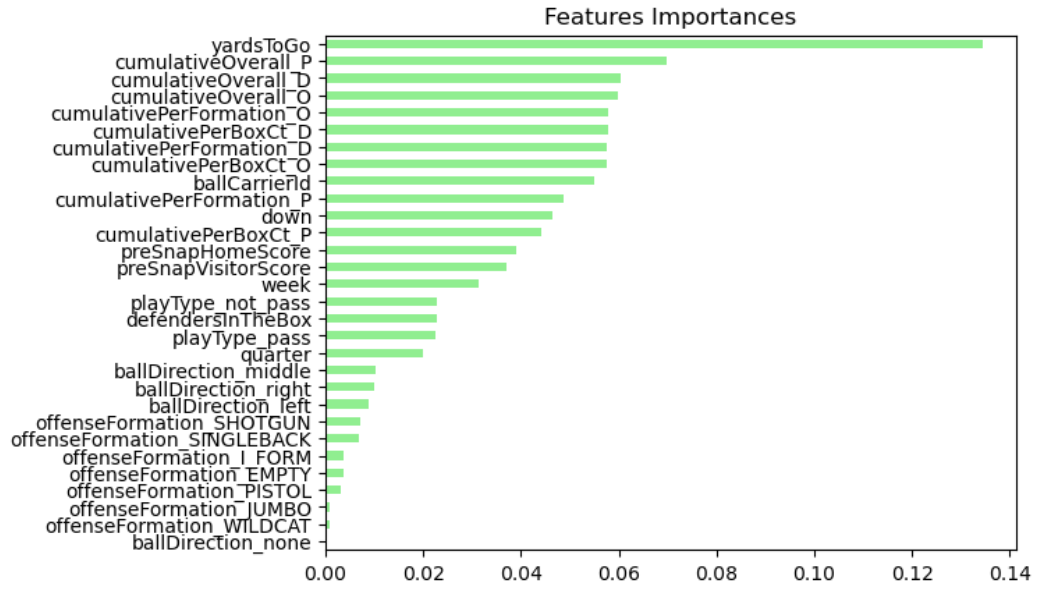 Features Importances
yardsToGo
cumulativeOverall_P
cumulativeOverall_D
cumulativeOverall_O
cumulativePerFormation_O
cumulativePerBoxCt_D
cumulativePerFormation_D
cumulativePerBoxCt_O
ballCarrierId
cumulativePerFormation_P
down
cumulativePerBoxCt_P
preSnapHomeScore
preSnapVisitorScore
week
playType_not_pass
defendersInTheBox
playType_pass
quarter
ballDirection_middle
ballDirection_right
ballDirection_left
offenseFormation_SHOTGUN
offenseFormation_SINGLEBACK
offenseFormation_I_FORM
offenseFormation_EMPTY
offenseFormation_PISTOL
offenseFormation_JUMBO
offenseFormation_WILDCAT
ballDirection_none
0.00 0.02 0.04 0.06 0.08 0.10 0.12 0.14